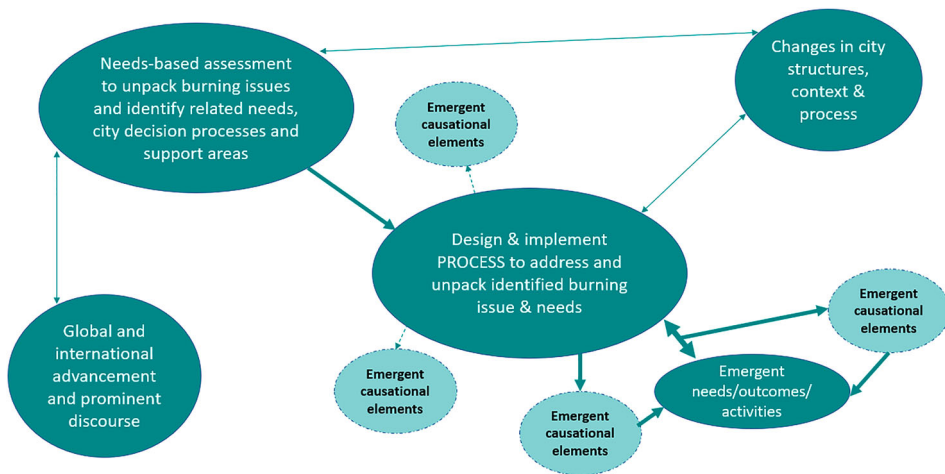 Needs-based assessment
to unpack burning issues
and identify related needs,
city decision processes and
support areas
Changes in city
structures,
context &
process
Emergent
causational
elements
Design & implement
PROCESS to address and
unpack identified burning
issue & needs
Global and
international
advancement
and prominent
discourse
Emergent
causational
elements
Emergent
causational
elements
Emergent
needs/outcomes/
activities
Emergent
causational
elements